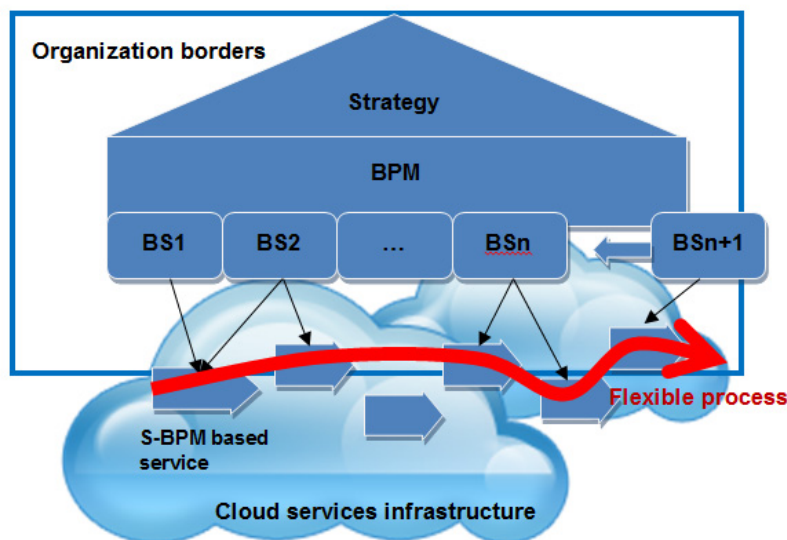 Organization borders
Strategy
BPM
BS1
BS2
...
BSn
BSn+1
Flexible process
S-BPM based
service
Cloud services infrastructure